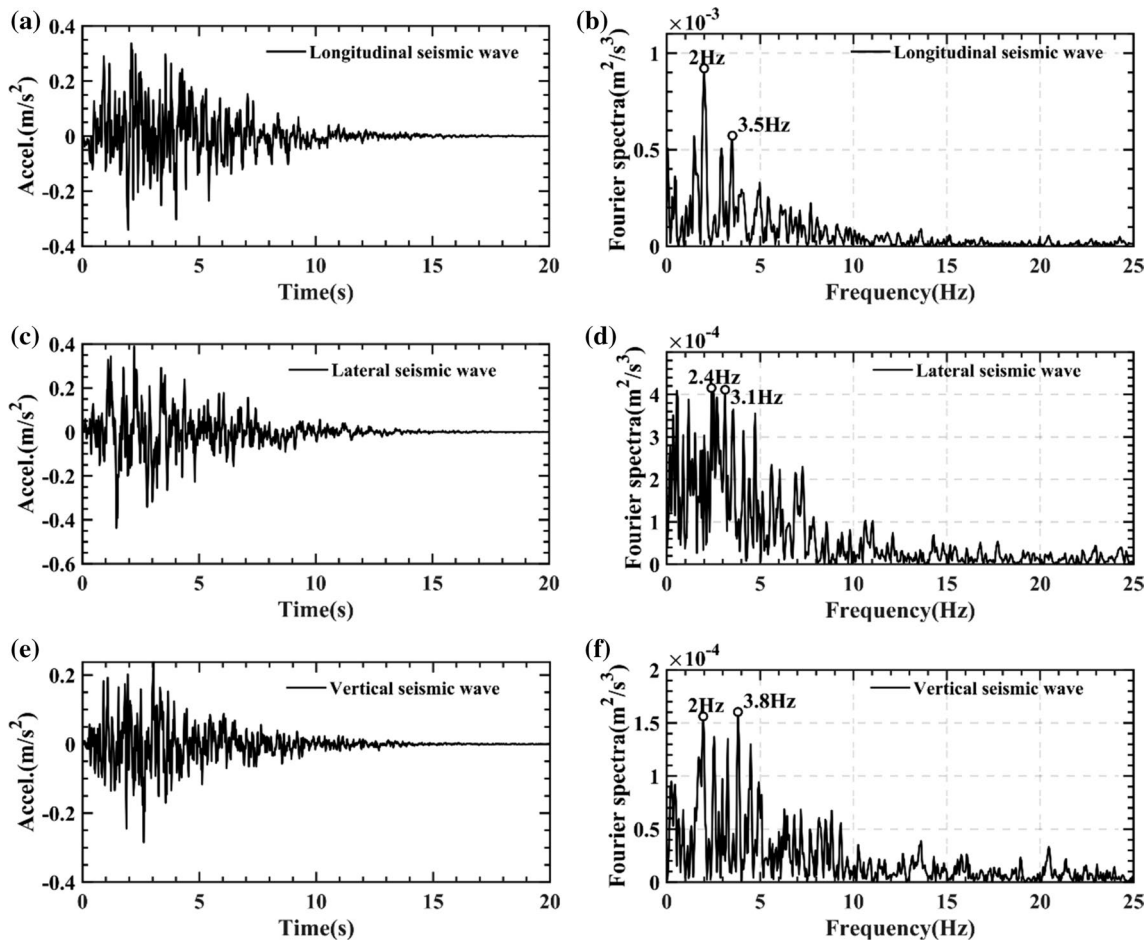 (a)
0.4
0.2
0
-0.2
-0.4
Accel.(m/s²)
Longitudinal seismic wave
0 5 10 15 20
Time(s)
(b)
×10⁻³
1
0.5
0
Fourier spectra(m²/s³)
2Hz
3.5Hz
Longitudinal seismic wave
0 5 10 15 20 25
Frequency(Hz)
(c)
0.4
0.2
0
-0.2
-0.4
-0.6
Accel.(m/s²)
Lateral seismic wave
0 5 10 15 20
Time(s)
(d)
×10⁻⁴
4
3
2
1
0
Fourier spectra(m²/s³)
2.4Hz
3.1Hz
Lateral seismic wave
0 5 10 15 20 25
Frequency(Hz)
(e)
0.2
0
-0.2
-0.4
Accel.(m/s²)
Vertical seismic wave
0 5 10 15 20
Time(s)
(f)
×10⁻⁴
2
1.5
1
0.5
0
Fourier spectra(m²/s³)
2Hz
3.8Hz
Vertical seismic wave
0 5 10 15 20 25
Frequency(Hz)